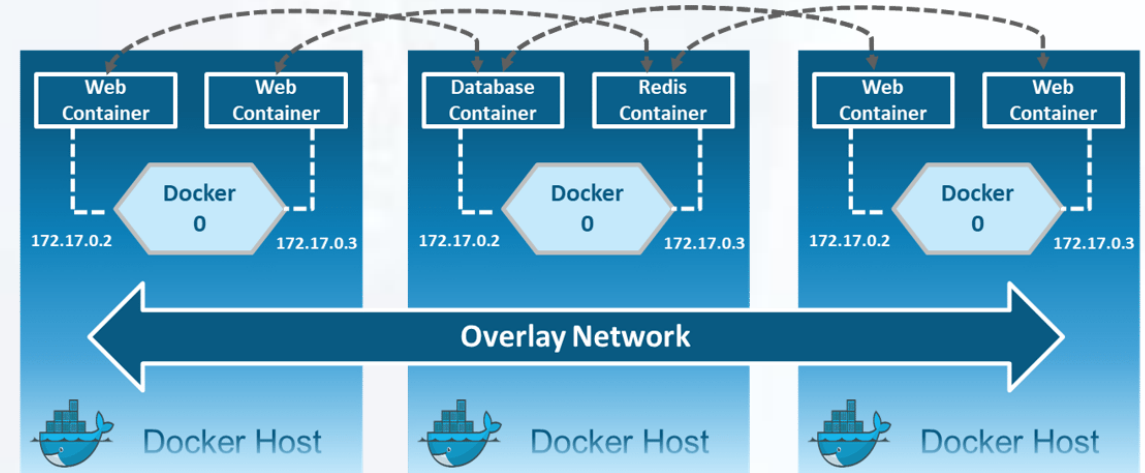 Web
Container
Web
Container
Docker
0
172.17.0.2
172.17.0.3
Database
Container
Redis
Container
Docker
0
172.17.0.2
172.17.0.3
Web
Container
Web
Container
Docker
0
172.17.0.2
172.17.0.3
Overlay Network
Docker Host
Docker Host
Docker Host